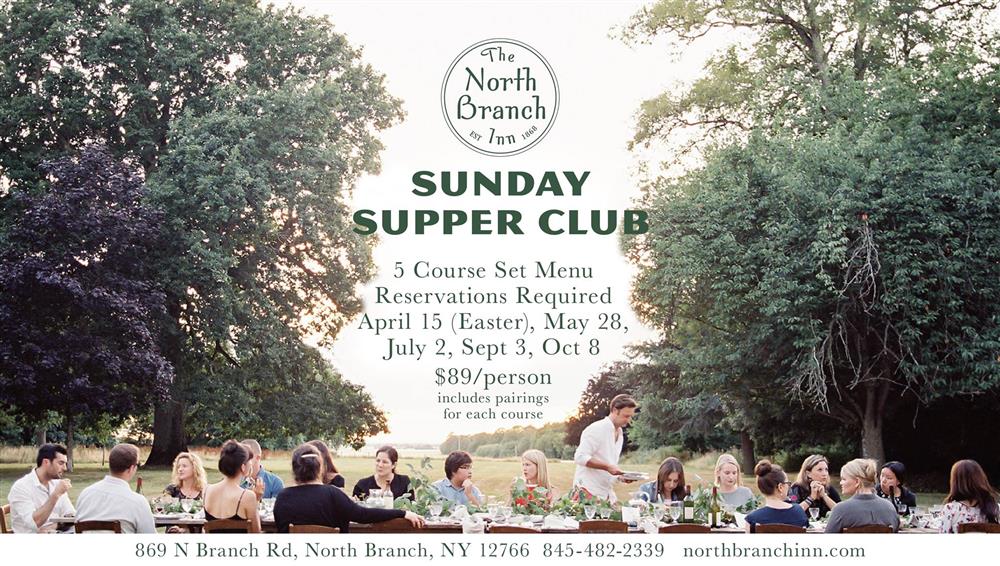 The
North
Branch
Inn
EST 1868
SUNDAY
SUPPER CLUB
5 Course Set Menu
Reservations Required
April 15 (Easter), May 28,
July 2, Sept 3, Oct 8
$89/person
includes pairings
for each course
869 N Branch Rd, North Branch, NY 12766 845-482-2339 northbranchinn.com